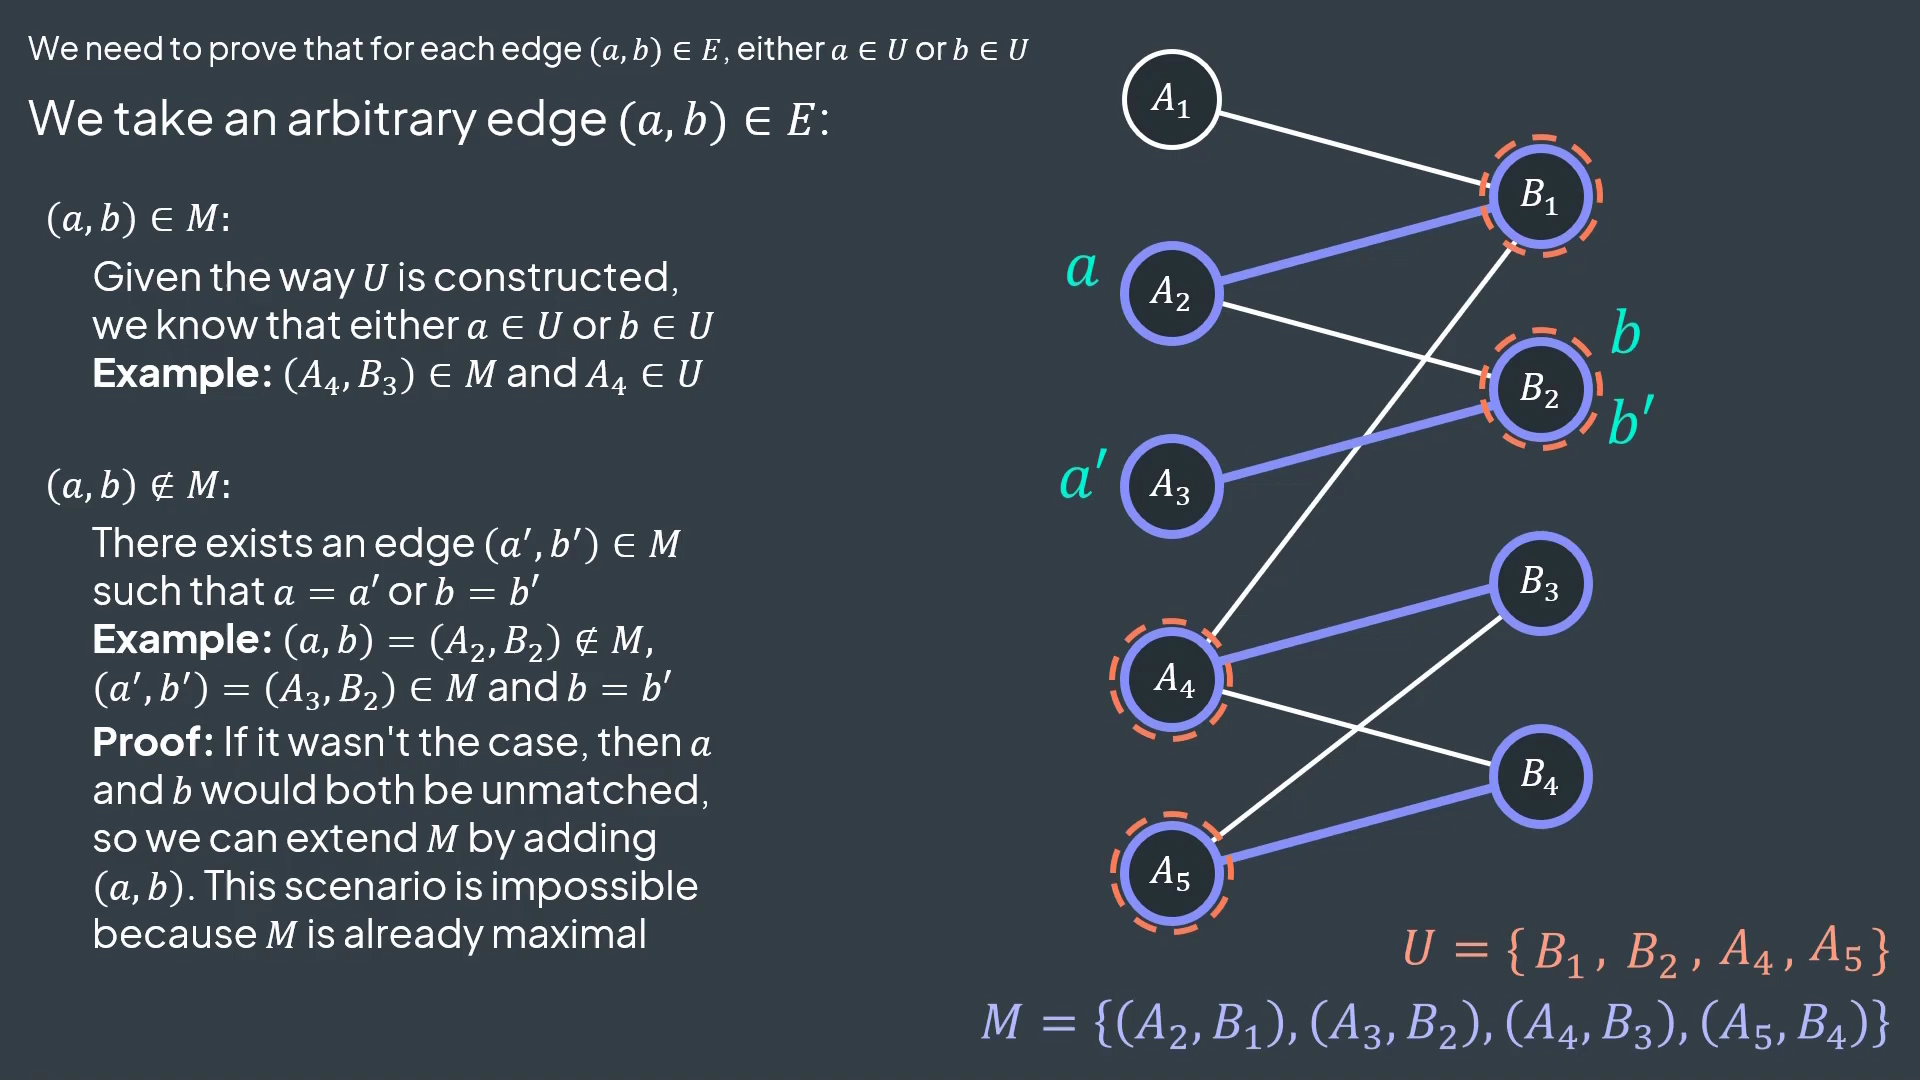 We need to prove that for each edge (a, b) ∈ E, either a ∈ U or b ∈ U
We take an arbitrary edge (a, b) ∈ E:
(a, b) ∈ M:
Given the way U is constructed,
we know that either a ∈ U or b ∈ U
Example: (A₄, B₃) ∈ M and A₄ ∈ U
(a, b) ∉ M:
There exists an edge (a′, b′) ∈ M
such that a = a′ or b = b′
Example: (a, b) = (A₂, B₂) ∉ M,
(a′, b′) = (A₃, B₂) ∈ M and b = b′
Proof: If it wasn't the case, then a
and b would both be unmatched,
so we can extend M by adding
(a, b). This scenario is impossible
because M is already maximal
A₁
B₁
a
A₂
b
B₂
b′
a′
A₃
B₃
A₄
B₄
A₅
U = { B₁ , B₂ , A₄ , A₅ }
M = {(A₂, B₁), (A₃, B₂), (A₄, B₃), (A₅, B₄)}